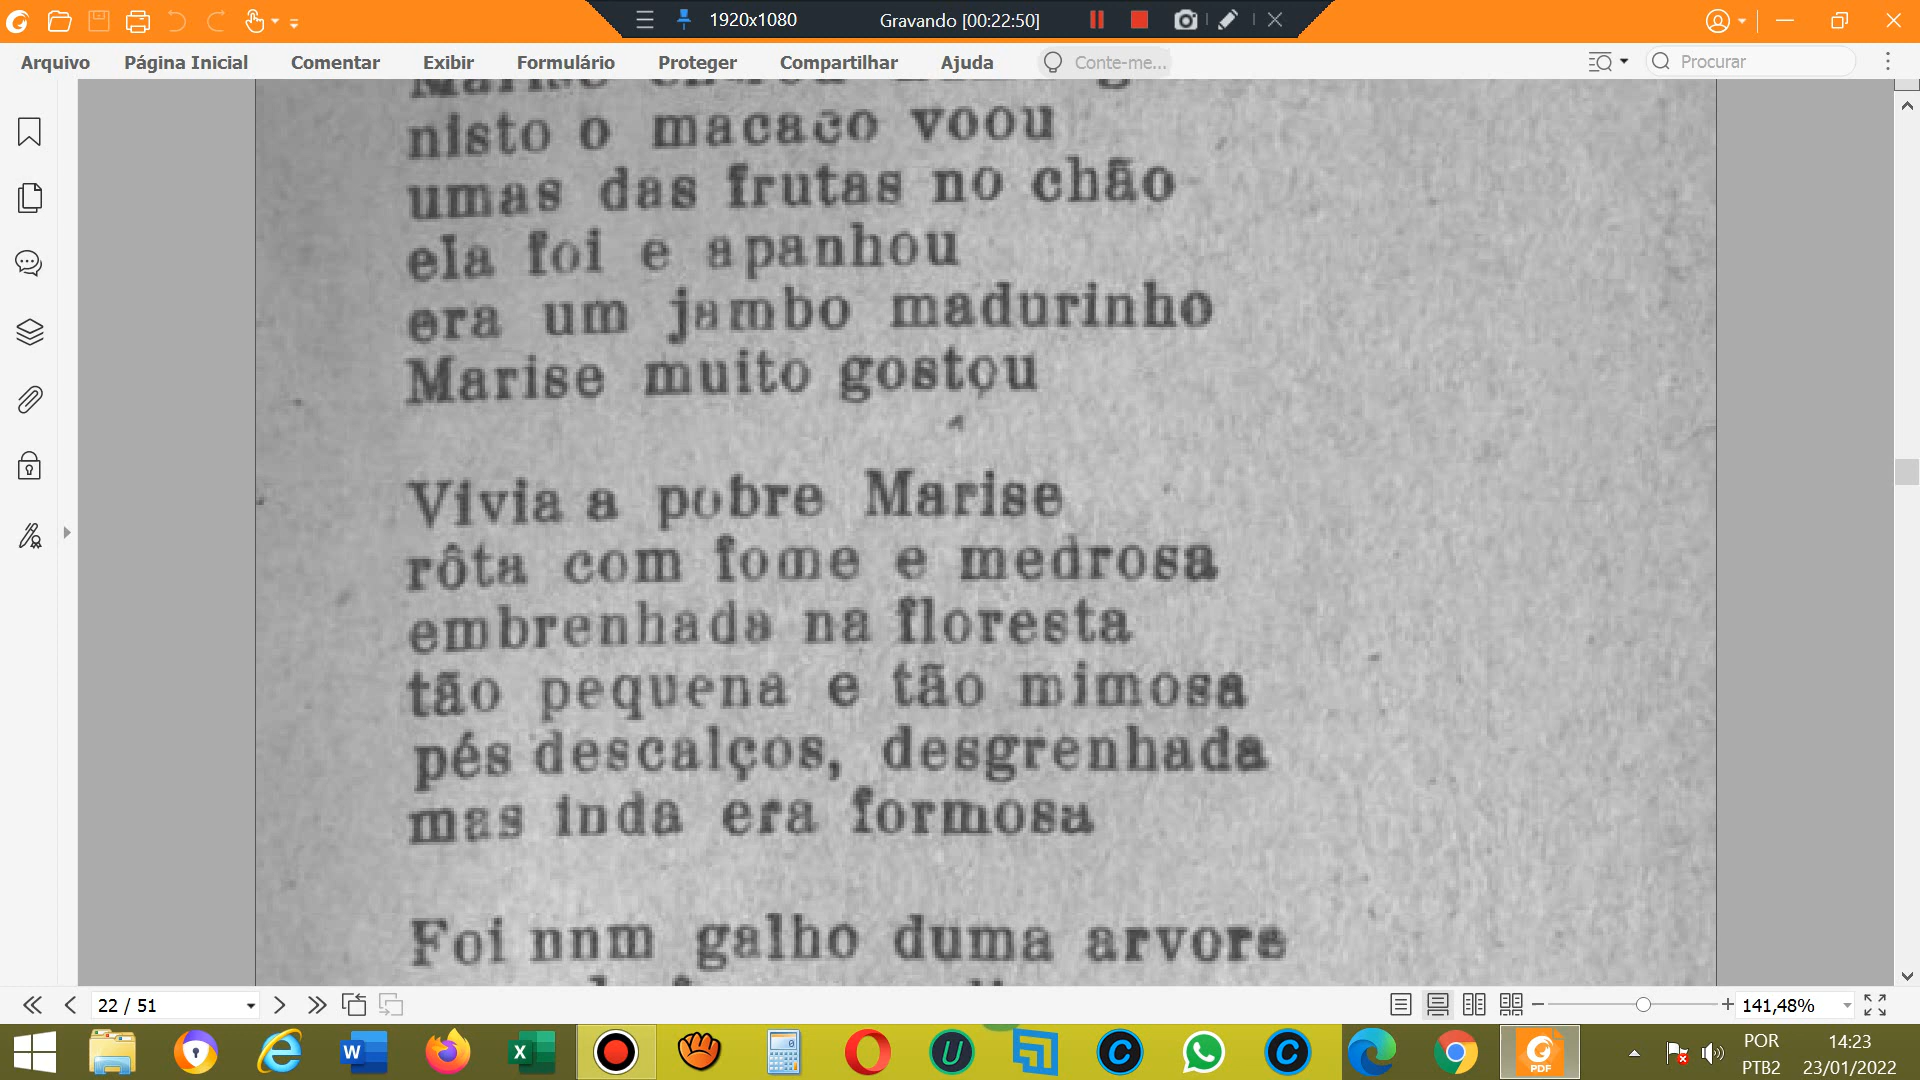 1920x1080
Gravando [00:22:50]
Arquivo Página Inicial Comentar Exibir Formulário Proteger Compartilhar Ajuda Conte-me... Procurar
nisto o macaco voou
umas das frutas no chão
ela foi e apanhou
era um jambo madurinho
Marise muito gostou
Vivia a pobre Marise
rôta com fome e medrosa
embrenhada na floresta
tão pequena e tão mimosa
pés descalços, desgrenhada
mas inda era formosa
Foi nnm galho duma arvore
22 / 51
141,48%
POR
PTB2
14:23
23/01/2022
PDF